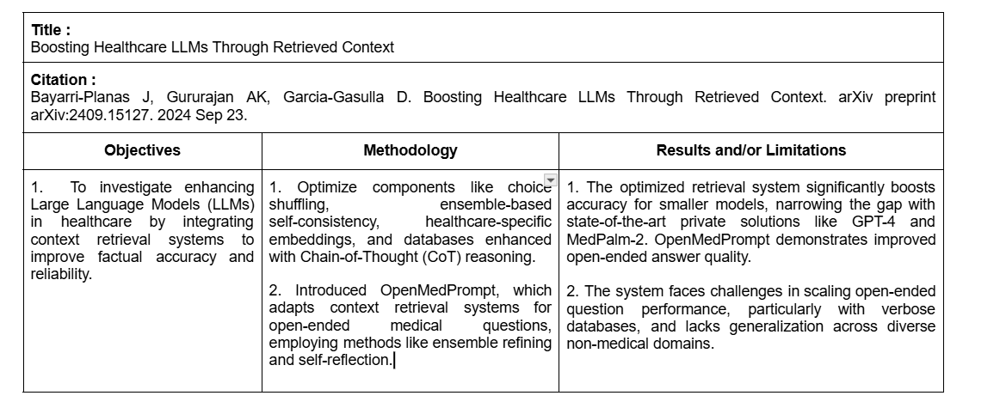 Title :
Boosting Healthcare LLMs Through Retrieved Context
Citation :
Bayarri-Planas J, Gururajan AK, Garcia-Gasulla D. Boosting Healthcare LLMs Through Retrieved Context. arXiv preprint
arXiv:2409.15127. 2024 Sep 23.
Objectives
Methodology
Results and/or Limitations
1. To investigate enhancing
Large Language Models (LLMs)
in healthcare by integrating
context retrieval systems to
improve factual accuracy and
reliability.
1. Optimize components like choice
shuffling, ensemble-based
self-consistency, healthcare-specific
embeddings, and databases enhanced
with Chain-of-Thought (CoT) reasoning.
2. Introduced OpenMedPrompt, which
adapts context retrieval systems for
open-ended medical questions,
employing methods like ensemble refining
and self-reflection.
1. The optimized retrieval system significantly boosts
accuracy for smaller models, narrowing the gap with
state-of-the-art private solutions like GPT-4 and
MedPalm-2. OpenMedPrompt demonstrates improved
open-ended answer quality.
2. The system faces challenges in scaling open-ended
question performance, particularly with verbose
databases, and lacks generalization across diverse
non-medical domains.